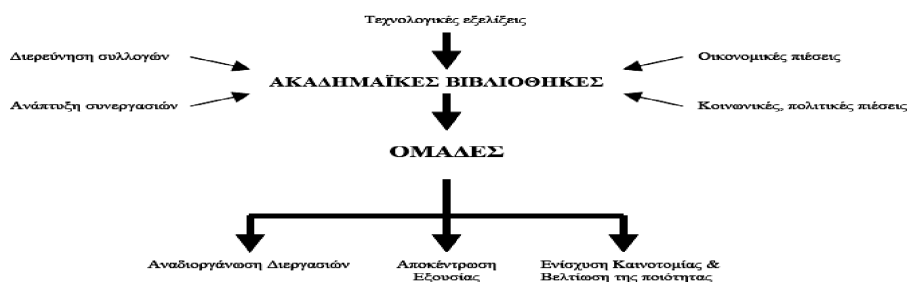 Τεχνολογικές εξελίξεις
Διερεύνηση συλλογών
Οικονομικές πιέσεις
ΑΚΑΔΗΜΑΪΚΕΣ ΒΙΒΛΙΟΘΗΚΕΣ
Ανάπτυξη συνεργασιών
Κοινωνικές, πολιτικές πιέσεις
ΟΜΑΔΕΣ
Αναδιοργάνωση Διεργασιών
Αποκέντρωση
Εξουσίας
Ενίσχυση Καινοτομίας &
Βελτίωση της ποιότητας